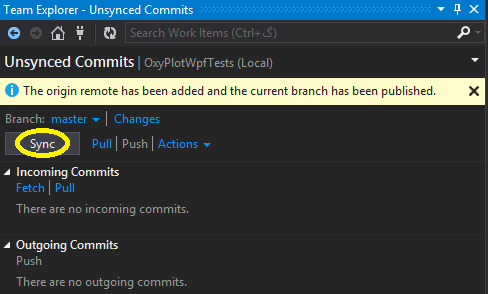 Team Explorer - Unsynced Commits
Search Work Items (Ctrl+گ)
Unsynced Commits | OxyPlotWpfTests (Local)
The origin remote has been added and the current branch has been published.
Branch: master | Changes
Sync Pull | Push | Actions
Incoming Commits
Fetch | Pull
There are no incoming commits.
Outgoing Commits
Push
There are no outgoing commits.